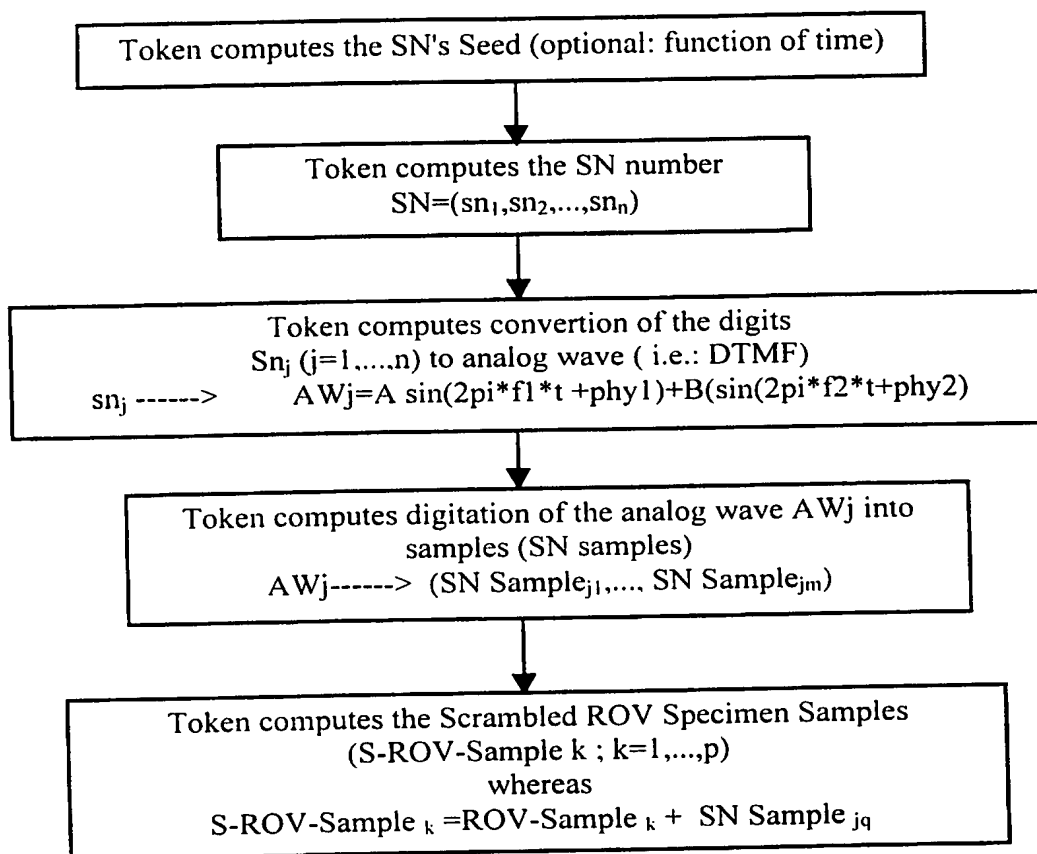 Token computes the SN's Seed (optional: function of time)
Token computes the SN number
SN=(sn₁,sn₂,...,snₙ)
Token computes convertion of the digits
Snⱼ (j=1,...,n) to analog wave ( i.e.: DTMF)
snⱼ ------> AWj=A sin(2pi*f1*t +phy1)+B(sin(2pi*f2*t+phy2)
Token computes digitation of the analog wave AWj into
samples (SN samples)
AWj------> (SN Sampleⱼ₁,..., SN Sampleⱼₘ)
Token computes the Scrambled ROV Specimen Samples
(S-ROV-Sample k ; k=1,...,p)
whereas
S-ROV-Sample ₖ =ROV-Sample ₖ + SN Sample jq